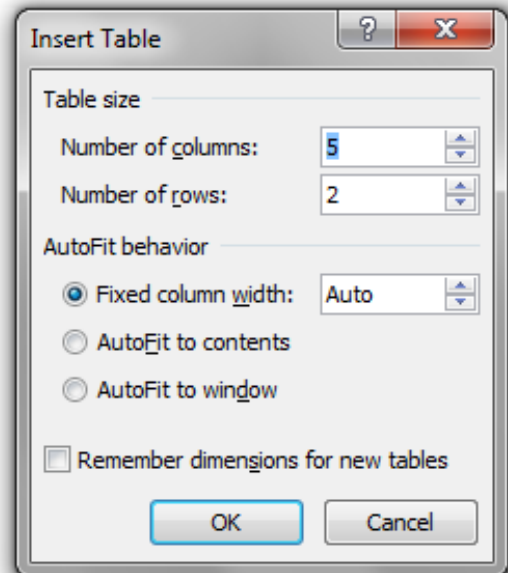 Insert Table
Table size
Number of columns: 5
Number of rows: 2
AutoFit behavior
Fixed column width: Auto
AutoFit to contents
AutoFit to window
Remember dimensions for new tables
OK Cancel